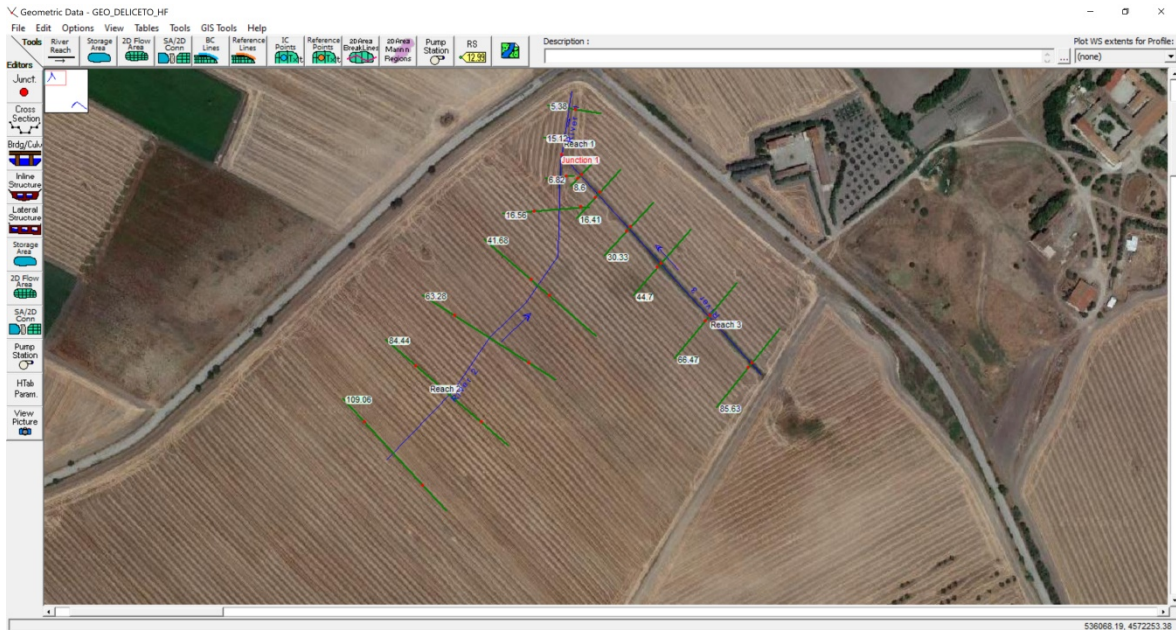 Geometric Data - GEO_DELICETO_HF
File Edit Options View Tables Tools GIS Tools Help
Tools
River Reach
Storage Area
2D Flow Area
SA/2D Conn
BC Lines
Reference Lines
IC Points
Reference Points
2D Area BreakLines
2D Area Mann n Regions
Pump Station
RS
12.99
Description :
...
Plot WS extents for Profile:
(none)
Editors
Junct.
Cross Section
Brdg/Culv
Inline Structure
Lateral Structure
Storage Area
2D Flow Area
SA/2D Conn
Pump Station
HTab Param.
View Picture
5.38
15.12
Reach 1
Junction 1
6.82
8.6
16.56
16.41
41.68
30.33
63.28
44.7
Reach 3
84.44
66.47
Reach 2
109.06
85.63
536068.19, 4572253.38